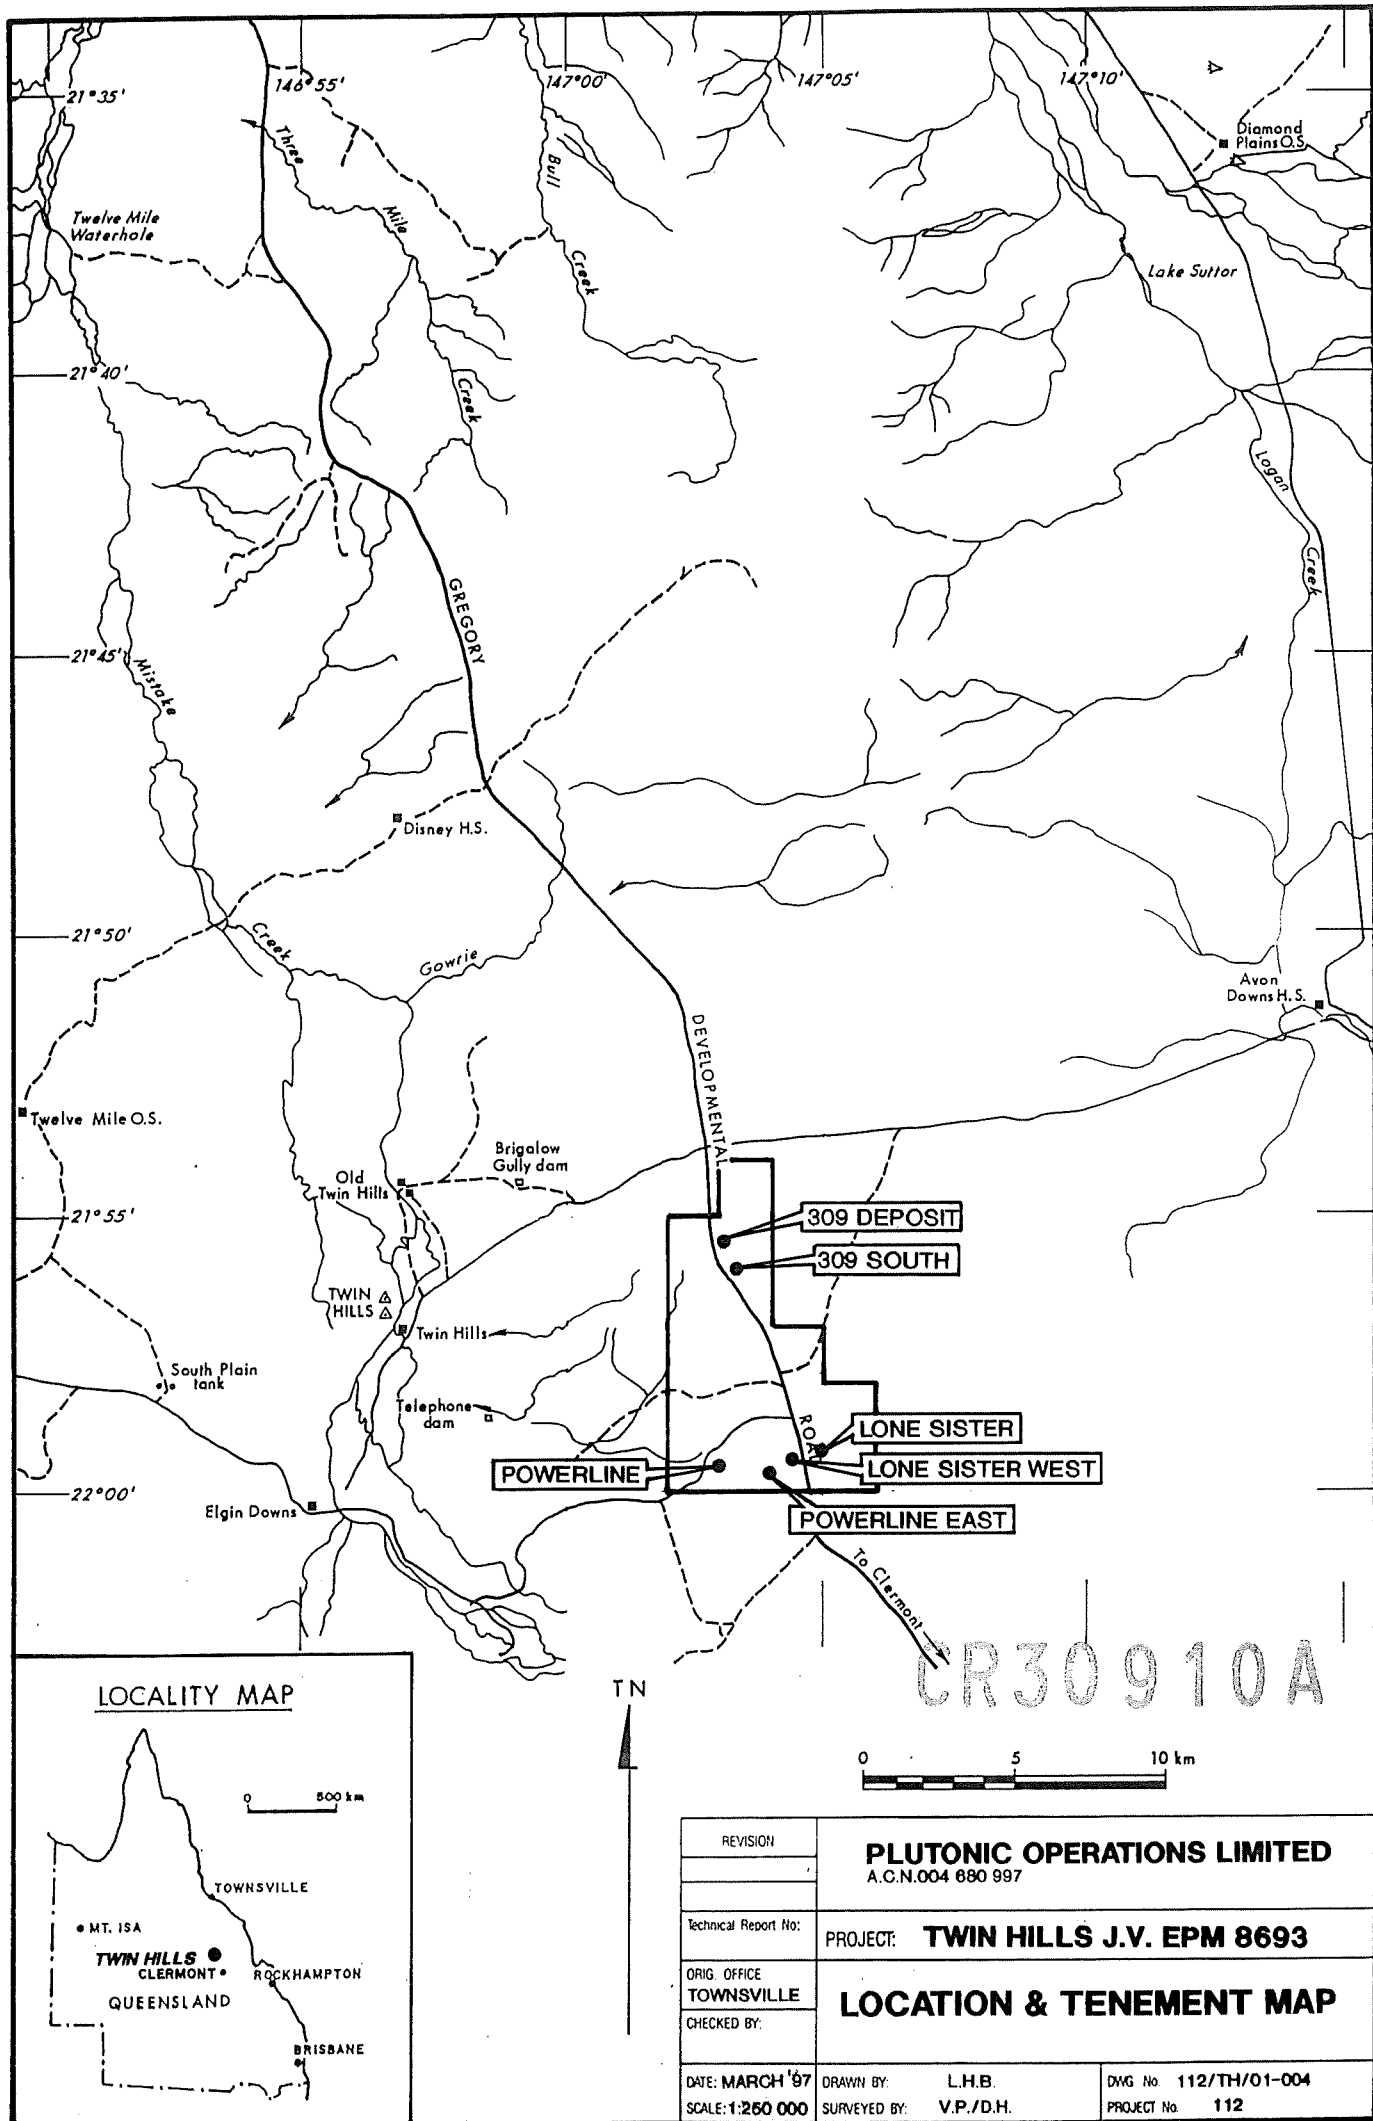 146°55'
147°00'
147°05'
147°10'
21°35'
Three
Mile
Creek
Bull
Creek
Diamond
Plains O.S.
Twelve Mile
Waterhole
Lake Suttor
21°40'
Logan
Creek
GREGORY
21°45'
Mistake
Creek
Disney H.S.
21°50'
Gowrie
Avon
Downs H.S.
DEVELOPMENTAL
Twelve Mile O.S.
Brigalow
Gully dam
Old
Twin Hills
21°55'
309 DEPOSIT
309 SOUTH
TWIN
HILLS
Twin Hills
South Plain
tank
Telephone
dam
ROAD
LONE SISTER
POWERLINE
LONE SISTER WEST
22°00'
Elgin Downs
POWERLINE EAST
To Clermont
CR30910A
LOCALITY MAP
0 500 km
TOWNSVILLE
MT. ISA
TWIN HILLS
CLERMONT
ROCKHAMPTON
QUEENSLAND
BRISBANE
TN
0 5 10 km
REVISION
PLUTONIC OPERATIONS LIMITED
A.C.N.004 680 997
Technical Report No:
PROJECT: TWIN HILLS J.V. EPM 8693
ORIG. OFFICE
TOWNSVILLE
LOCATION & TENEMENT MAP
CHECKED BY:
DATE: MARCH '97
DRAWN BY: L.H.B.
DWG No. 112/TH/01-004
SCALE: 1:250 000
SURVEYED BY: V.P./D.H.
PROJECT No. 112